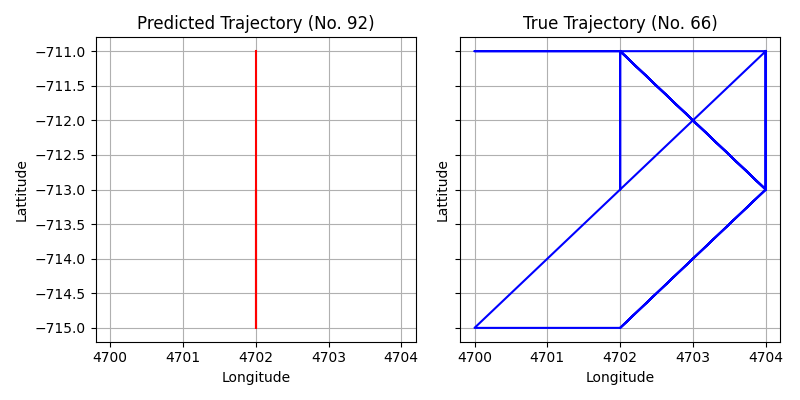 Predicted Trajectory (No. 92)
True Trajectory (No. 66)
−711.0
−711.5
−712.0
−712.5
−713.0
−713.5
−714.0
−714.5
−715.0
Lattitude
Lattitude
4700 4701 4702 4703 4704
4700 4701 4702 4703 4704
Longitude
Longitude